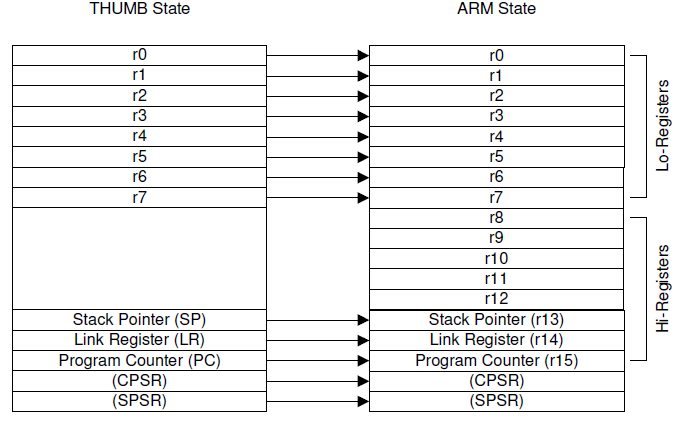 THUMB State
ARM State
r0
r1
r2
r3
r4
r5
r6
r7
Stack Pointer (SP)
Link Register (LR)
Program Counter (PC)
(CPSR)
(SPSR)
r0
r1
r2
r3
r4
r5
r6
r7
r8
r9
r10
r11
r12
Stack Pointer (r13)
Link Register (r14)
Program Counter (r15)
(CPSR)
(SPSR)
Lo-Registers
Hi-Registers